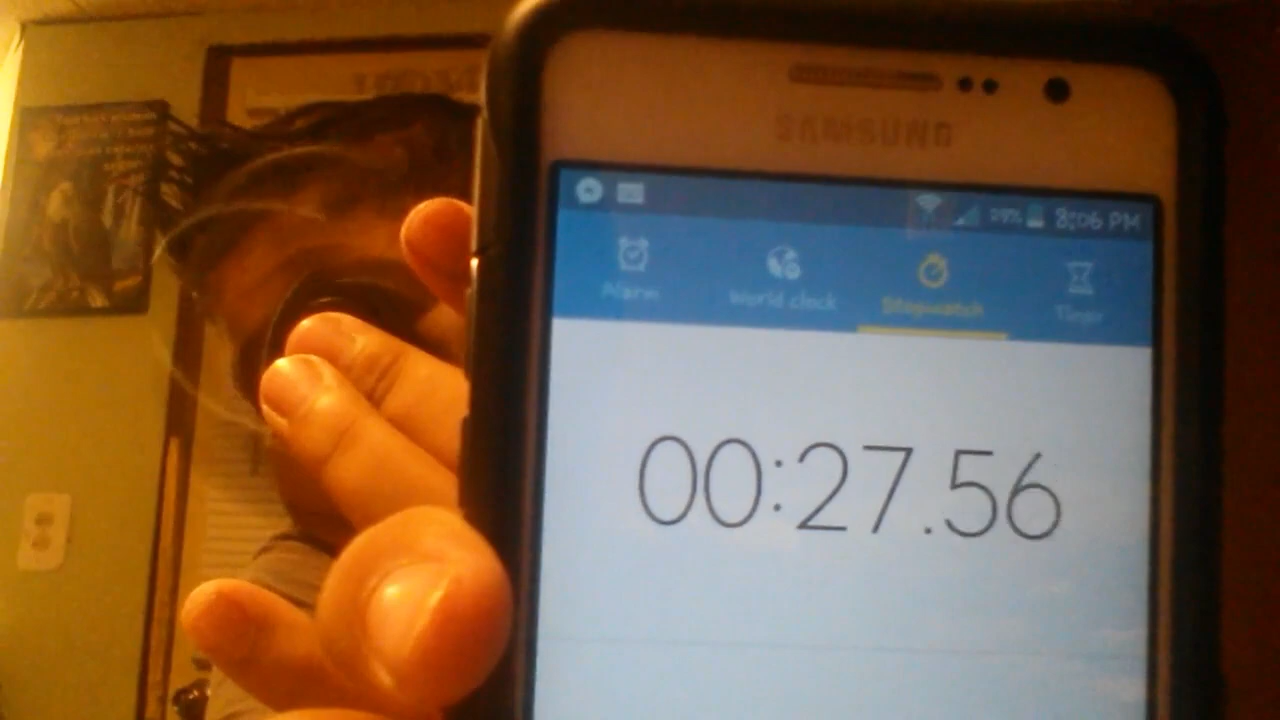 SAMSUNG
8:06 PM
Alarm
World clock
Stopwatch
Timer
00:27.56